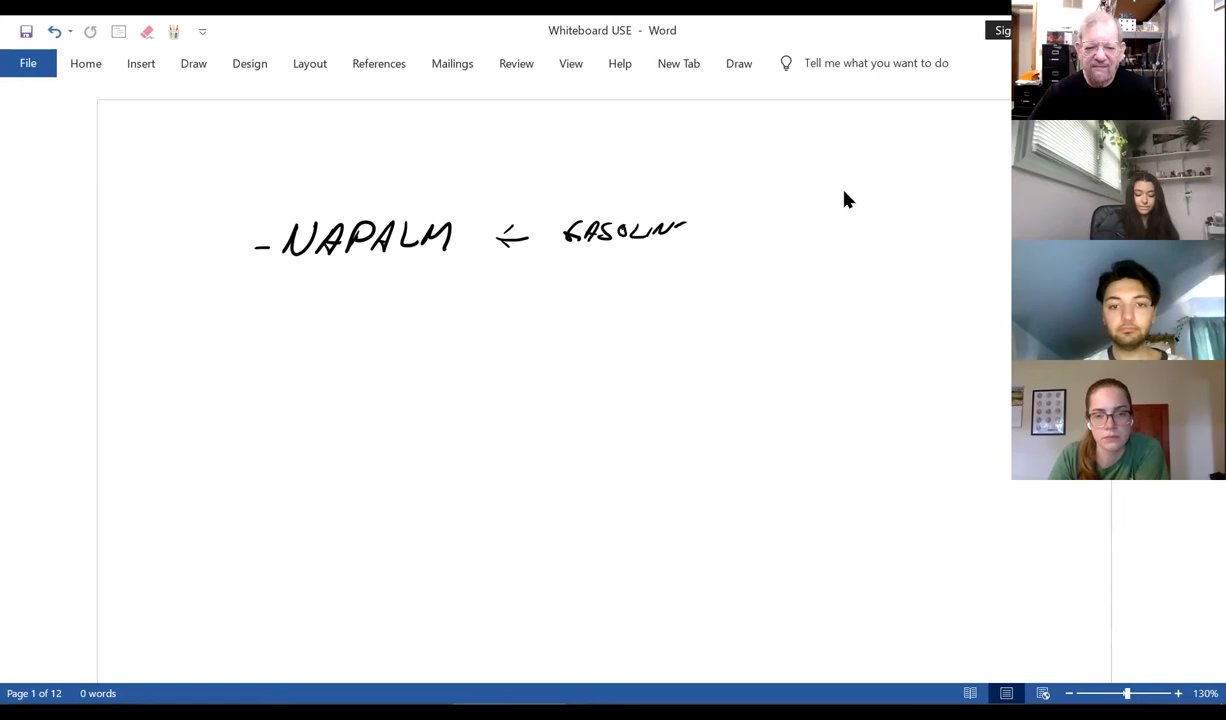 Whiteboard USE - Word
Sig
File Home Insert Draw Design Layout References Mailings Review View Help New Tab Draw Tell me what you want to do
- NAPALM ← GASOLIN
Page 1 of 12 0 words 130%